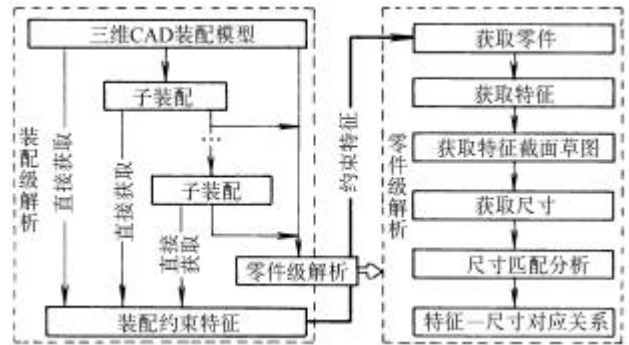 三维CAD装配模型
子装配
…
子装配
装配级解析
直接获取
直接获取
直接
获取
零件级解析
装配约束特征
约束特征
零件级解析
获取零件
获取特征
获取特征截面草图
获取尺寸
尺寸匹配分析
特征—尺寸对应关系